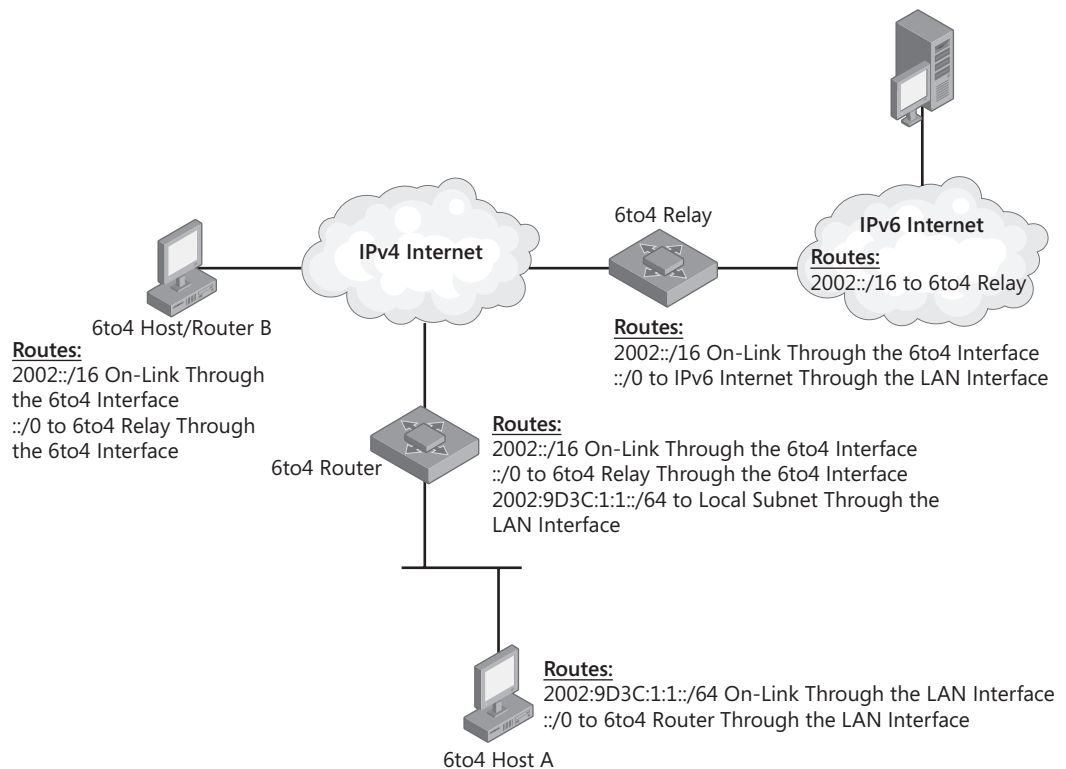 6to4 Relay
IPv4 Internet
IPv6 Internet
Routes:
2002::/16 to 6to4 Relay
6to4 Host/Router B
Routes:
2002::/16 On-Link Through
the 6to4 Interface
::/0 to 6to4 Relay Through
the 6to4 Interface
Routes:
2002::/16 On-Link Through the 6to4 Interface
::/0 to IPv6 Internet Through the LAN Interface
6to4 Router
Routes:
2002::/16 On-Link Through the 6to4 Interface
::/0 to 6to4 Relay Through the 6to4 Interface
2002:9D3C:1:1::/64 to Local Subnet Through the
LAN Interface
Routes:
2002:9D3C:1:1::/64 On-Link Through the LAN Interface
::/0 to 6to4 Router Through the LAN Interface
6to4 Host A